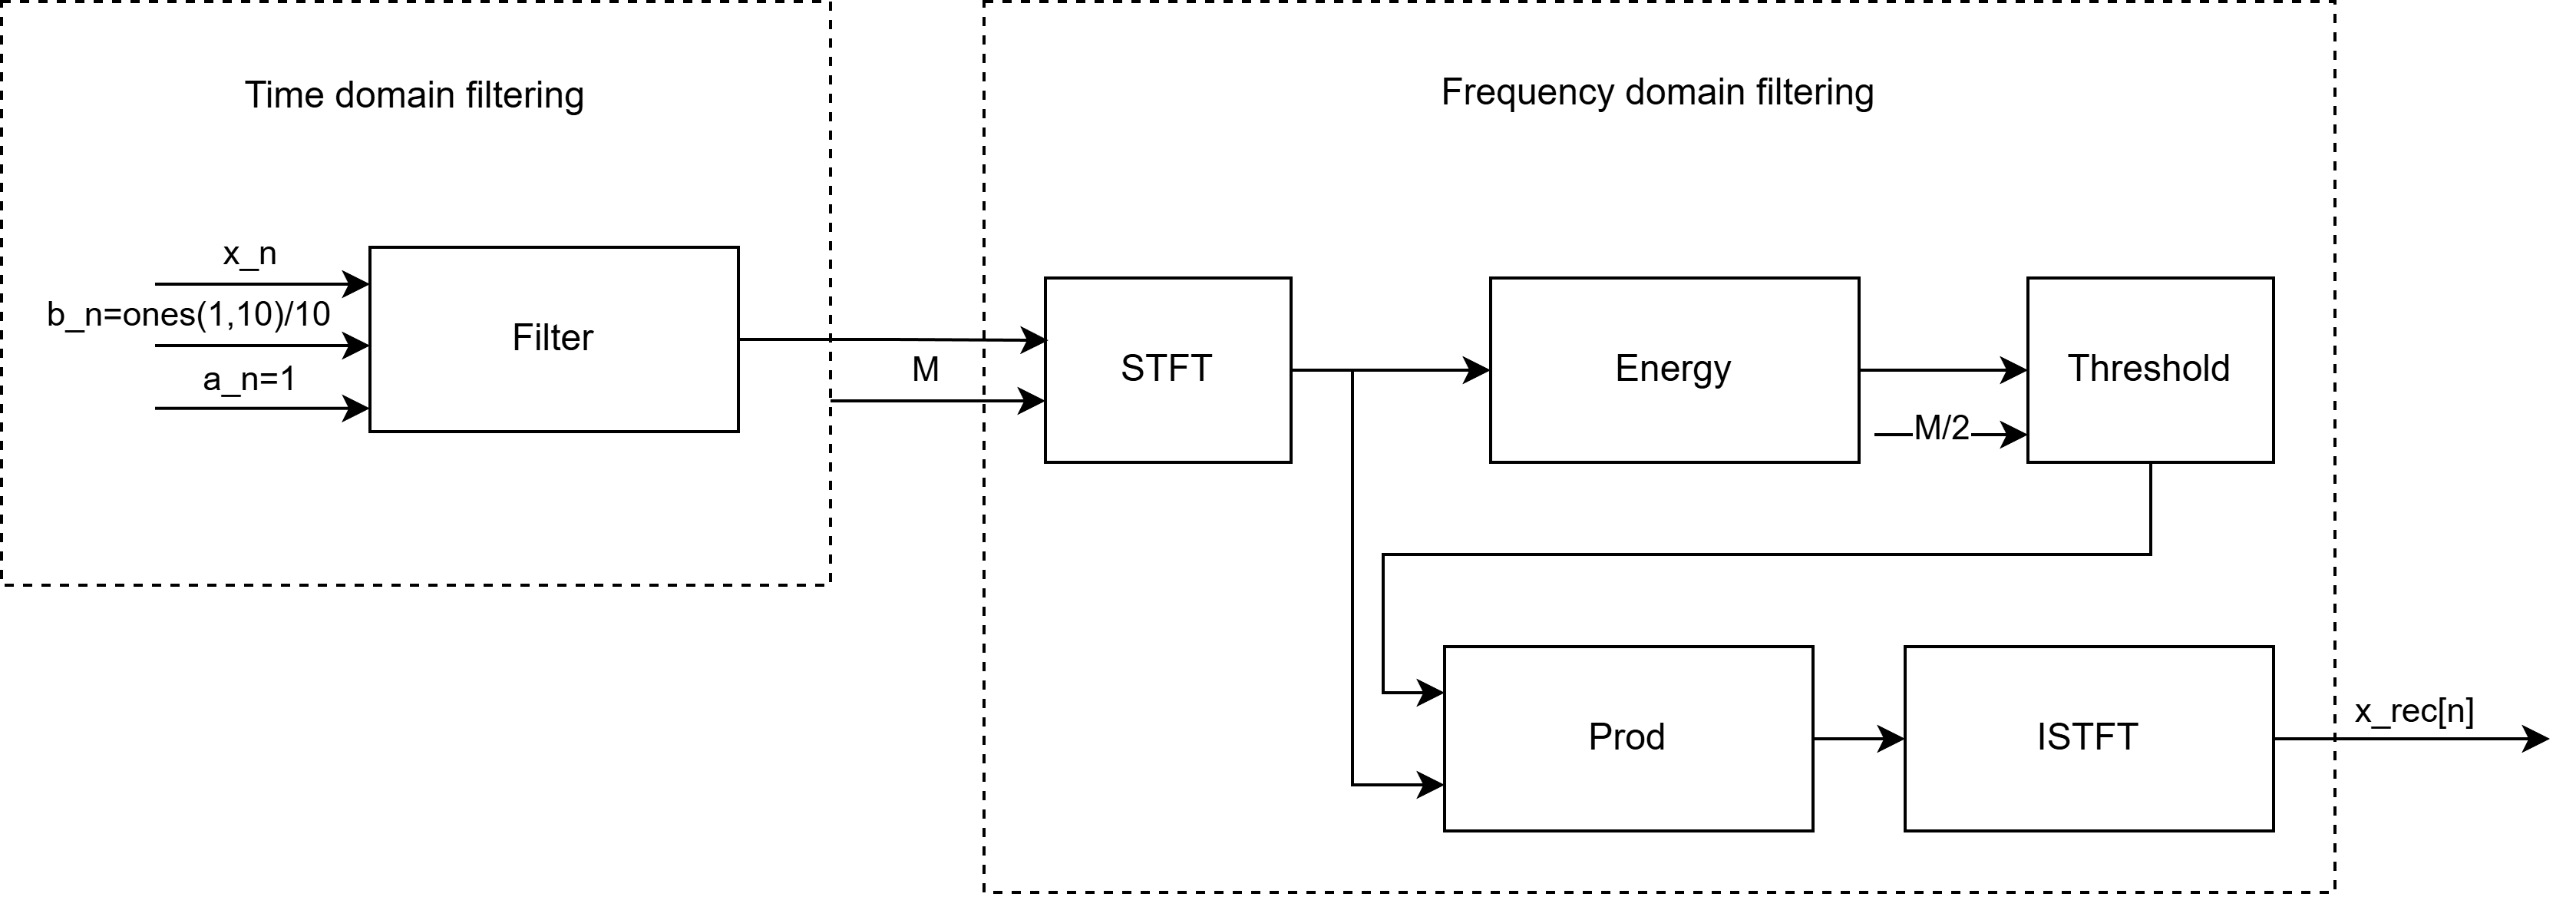 Time domain filtering
Frequency domain filtering
x_n
b_n=ones(1,10)/10
a_n=1
Filter
M
STFT
Energy
M/2
Threshold
Prod
ISTFT
x_rec[n]